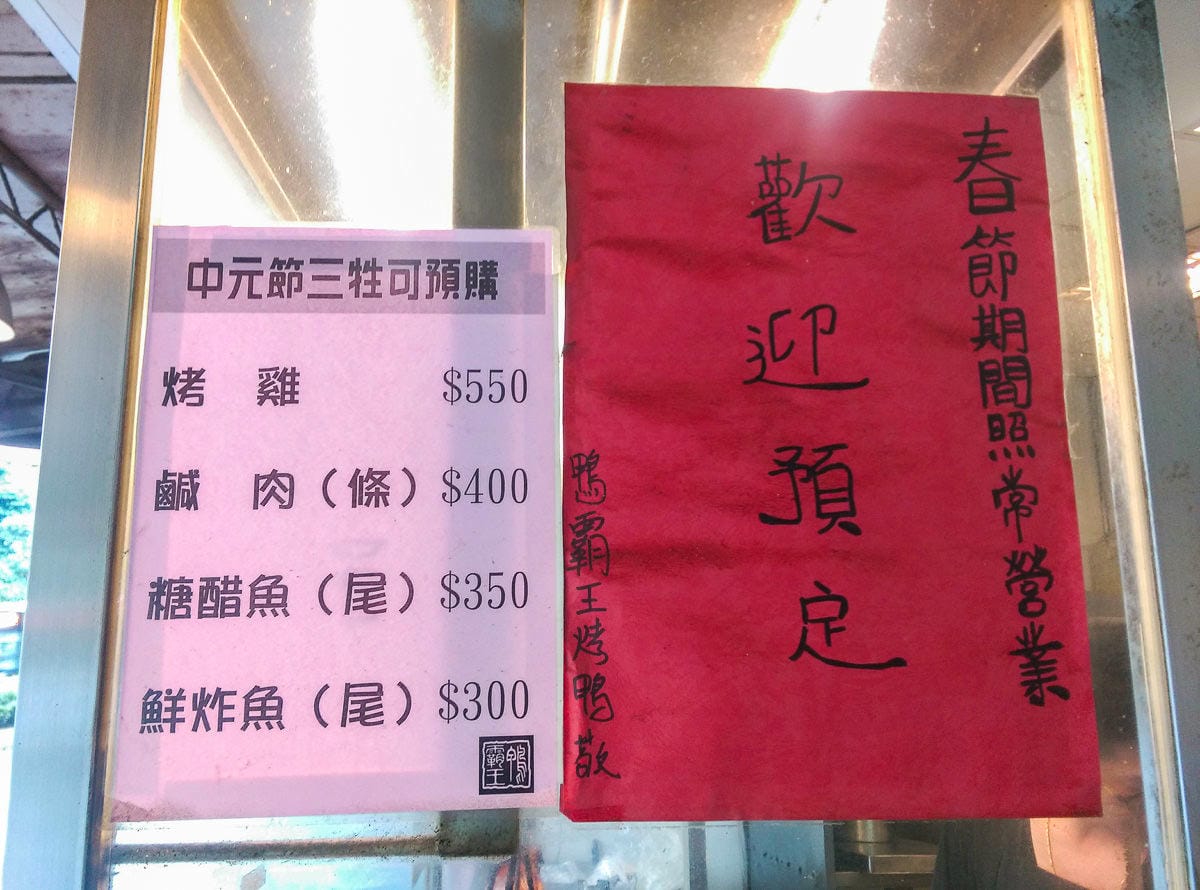 中元節三牲可預購
烤 雞 $550
鹹 肉（條）$400
糖醋魚（尾）$350
鮮炸魚（尾）$300
鴨霸王
春節期間照常營業
歡迎預定
鴨霸王烤鴨敬